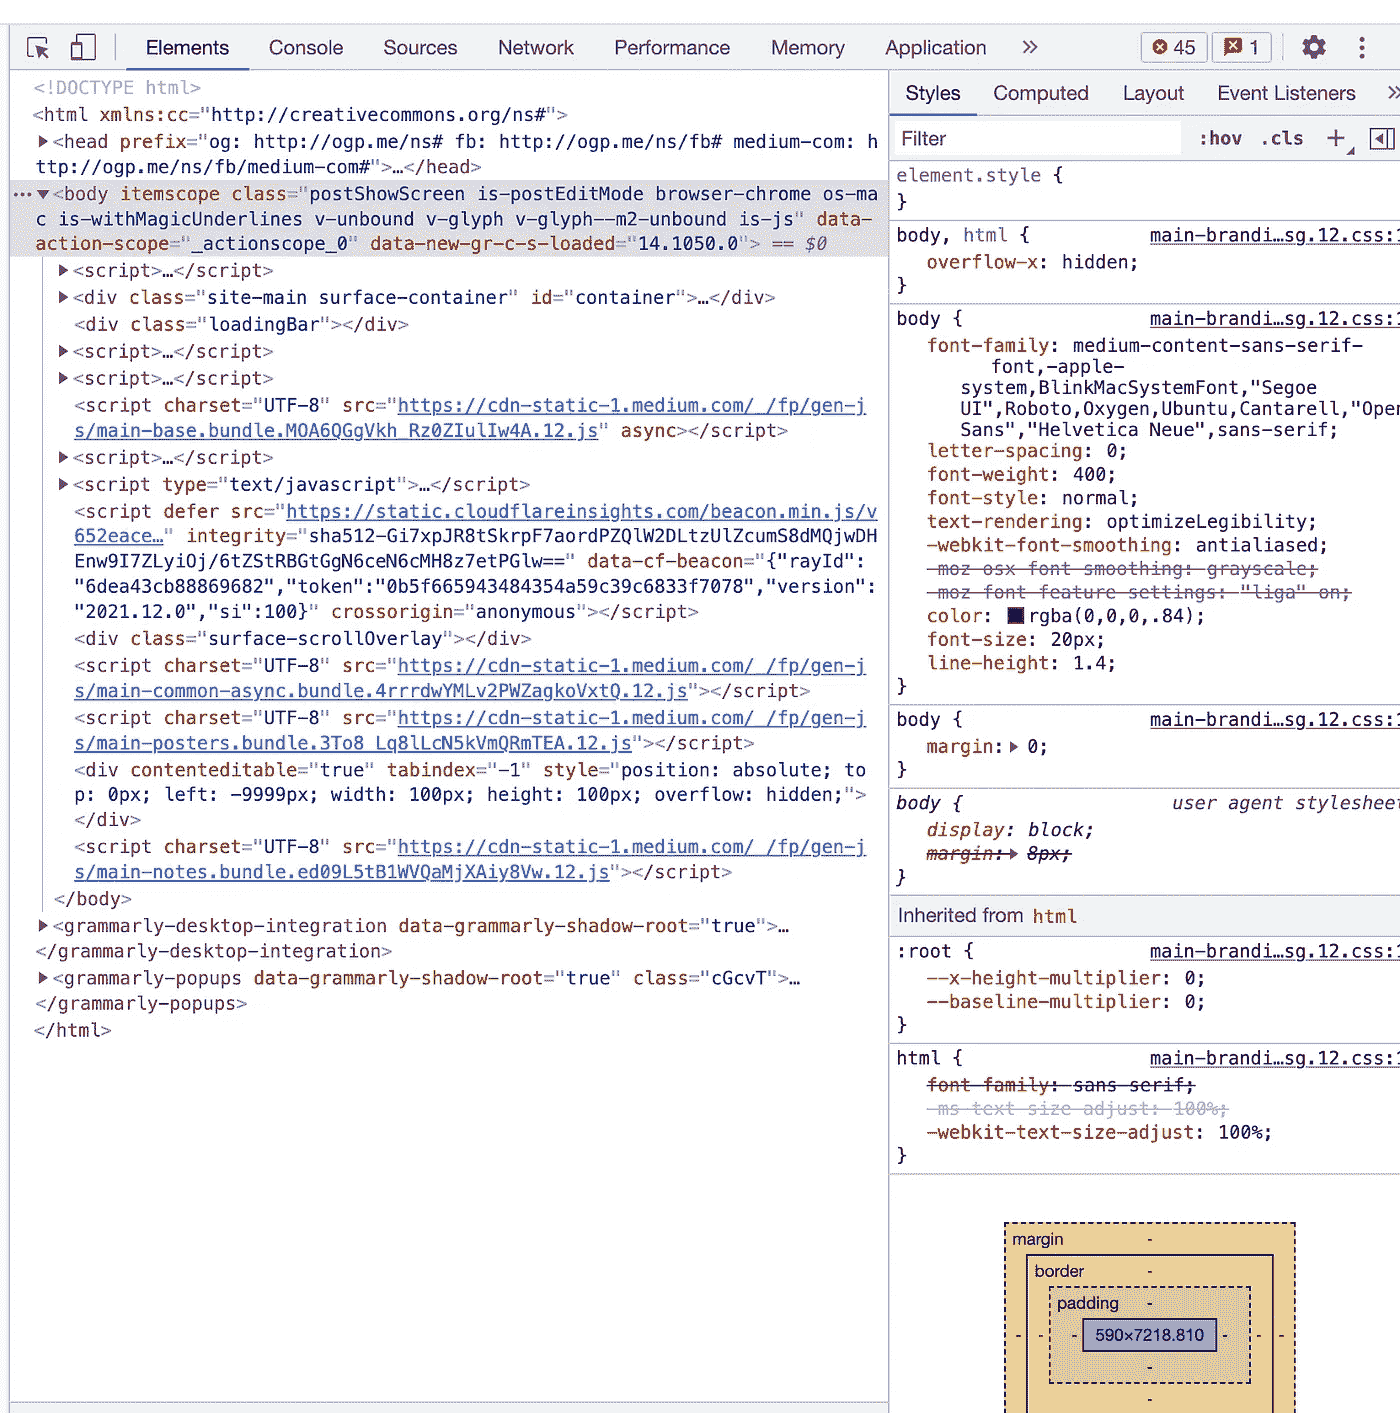 Elements Console Sources Network Performance Memory Application » 45 1
<!DOCTYPE html>
<html xmlns:cc="http://creativecommons.org/ns#">
<head prefix="og: http://ogp.me/ns# fb: http://ogp.me/ns/fb# medium-com: h
ttp://ogp.me/ns/fb/medium-com#">…</head>
<body itemscope class="postShowScreen is-postEditMode browser-chrome os-ma
c is-withMagicUnderlines v-unbound v-glyph v-glyph--m2-unbound is-js" data-
action-scope="_actionscope_0" data-new-gr-c-s-loaded="14.1050.0"> == $0
<script>…</script>
<div class="site-main surface-container" id="container">…</div>
<div class="loadingBar"></div>
<script>…</script>
<script>…</script>
<script charset="UTF-8" src="https://cdn-static-1.medium.com/_/fp/gen-j
s/main-base.bundle.MOA6QGgVkh_Rz0ZIulIw4A.12.js" async></script>
<script>…</script>
<script type="text/javascript">…</script>
<script defer src="https://static.cloudflareinsights.com/beacon.min.js/v
652eace…" integrity="sha512-Gi7xpJR8tSkrpF7aordPZQlW2DLtzUlZcumS8dMQjwDH
Enw9I7ZLyiOj/6tZStRBGtGgN6ceN6cMH8z7etPGlw==" data-cf-beacon="{"rayId":
"6dea43cb88869682","token":"0b5f665943484354a59c39c6833f7078","version":
"2021.12.0","si":100}" crossorigin="anonymous"></script>
<div class="surface-scrollOverlay"></div>
<script charset="UTF-8" src="https://cdn-static-1.medium.com/_/fp/gen-j
s/main-common-async.bundle.4rrrdwYMLv2PWZagkoVxtQ.12.js"></script>
<script charset="UTF-8" src="https://cdn-static-1.medium.com/_/fp/gen-j
s/main-posters.bundle.3To8_Lq8lLcN5kVmQRmTEA.12.js"></script>
<div contenteditable="true" tabindex="-1" style="position: absolute; to
p: 0px; left: -9999px; width: 100px; height: 100px; overflow: hidden;">
</div>
<script charset="UTF-8" src="https://cdn-static-1.medium.com/_/fp/gen-j
s/main-notes.bundle.ed09L5tB1WVQaMjXAiy8Vw.12.js"></script>
</body>
<grammarly-desktop-integration data-grammarly-shadow-root="true">…
</grammarly-desktop-integration>
<grammarly-popups data-grammarly-shadow-root="true" class="cGcvT">…
</grammarly-popups>
</html>
Styles Computed Layout Event Listeners »
Filter :hov .cls +
element.style {
}
body, html { main-brandi…sg.12.css:1
overflow-x: hidden;
}
body { main-brandi…sg.12.css:1
font-family: medium-content-sans-serif-
font,-apple-
system,BlinkMacSystemFont,"Segoe
UI",Roboto,Oxygen,Ubuntu,Cantarell,"Open
Sans","Helvetica Neue",sans-serif;
letter-spacing: 0;
font-weight: 400;
font-style: normal;
text-rendering: optimizeLegibility;
-webkit-font-smoothing: antialiased;
-moz-osx-font-smoothing: grayscale;
-moz-font-feature-settings: "liga" on;
color: rgba(0,0,0,.84);
font-size: 20px;
line-height: 1.4;
}
body { main-brandi…sg.12.css:1
margin: 0;
}
body { user agent stylesheet
display: block;
margin: 8px;
}
Inherited from html
:root { main-brandi…sg.12.css:1
--x-height-multiplier: 0;
--baseline-multiplier: 0;
}
html { main-brandi…sg.12.css:1
font-family: sans-serif;
-ms-text-size-adjust: 100%;
-webkit-text-size-adjust: 100%;
}
margin -
border -
padding -
- - - 590×7218.810 - - -
-
-